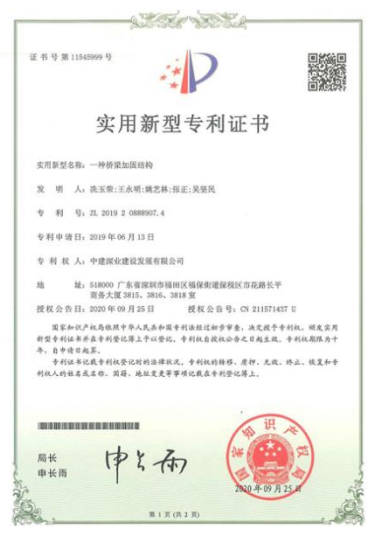 证书号第11545999号
实用新型专利证书
实用新型名称：一种桥梁加固结构
发明人：冼玉荣;王永明;姚艺林;张正;吴坚民
专利号：ZL 2019 2 0888907.4
专利申请日：2019年06月13日
专利权人：中建深业建设发展有限公司
地址：518000 广东省深圳市福田区福保街道保税区市花路长平
商务大厦3815、3816、3818室
授权公告日：2020年09月25日 授权公告号：CN 211571437 U
国家知识产权局依照中华人民共和国专利法经过初步审查，决定授予专利权，颁发实用
新型专利证书并在专利登记簿上予以登记。专利权自授权公告之日起生效。专利权期限为十
年，自申请日起算。
专利证书记载专利权登记时的法律状况。专利权的转移、质押、无效、终止、恢复和专利
权人的姓名或名称、国籍、地址变更等事项记载在专利登记簿上。
局长
申长雨
申长雨
国家知识产权局
2020年09月25日
第1页(共2页)